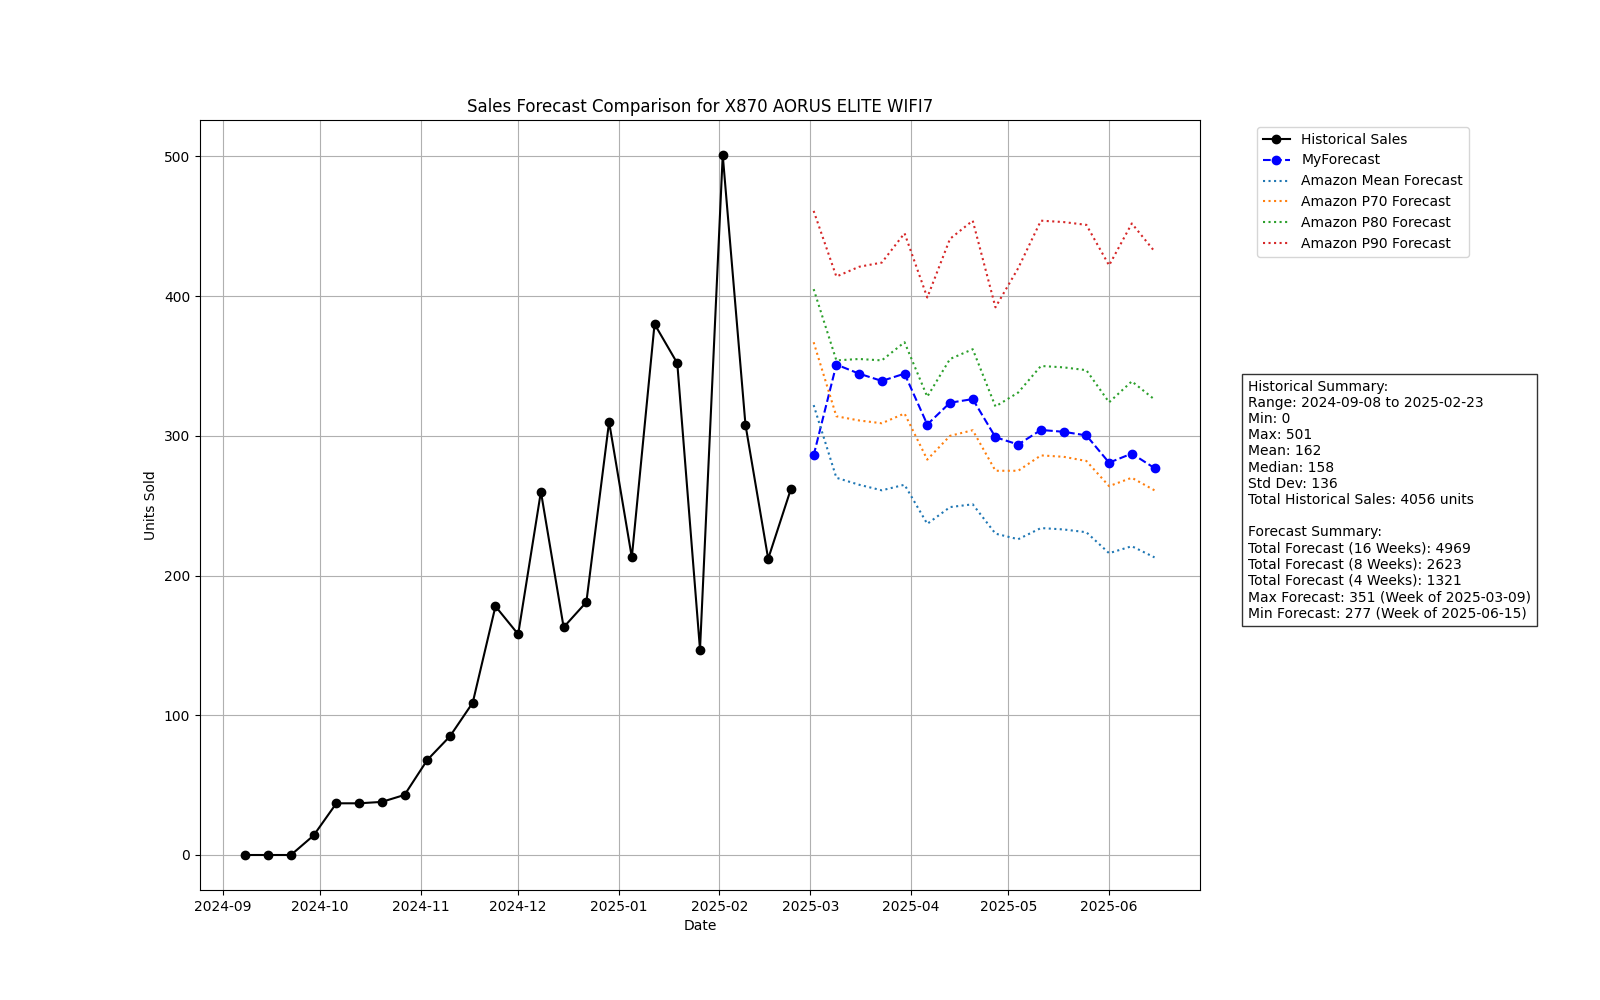 Sales Forecast Comparison for X870 AORUS ELITE WIFI7
Units Sold
500
400
300
200
100
0
2024-09
2024-10
2024-11
2024-12
2025-01
2025-02
2025-03
2025-04
2025-05
2025-06
Date
Historical Sales
MyForecast
Amazon Mean Forecast
Amazon P70 Forecast
Amazon P80 Forecast
Amazon P90 Forecast
Historical Summary:
Range: 2024-09-08 to 2025-02-23
Min: 0
Max: 501
Mean: 162
Median: 158
Std Dev: 136
Total Historical Sales: 4056 units
Forecast Summary:
Total Forecast (16 Weeks): 4969
Total Forecast (8 Weeks): 2623
Total Forecast (4 Weeks): 1321
Max Forecast: 351 (Week of 2025-03-09)
Min Forecast: 277 (Week of 2025-06-15)